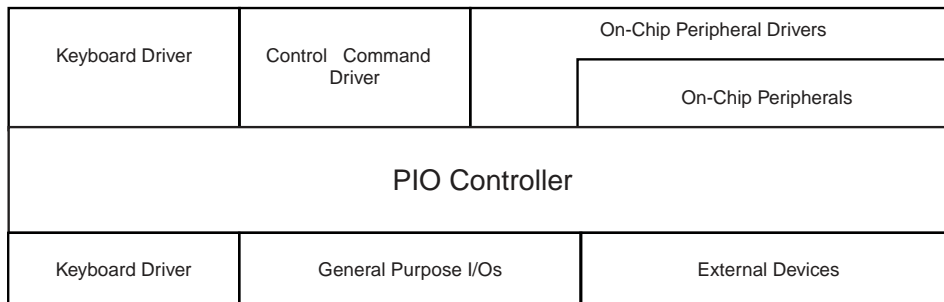 On-Chip Peripheral Drivers
Keyboard Driver
Control Command
Driver
On-Chip Peripherals
PIO Controller
Keyboard Driver
General Purpose I/Os
External Devices